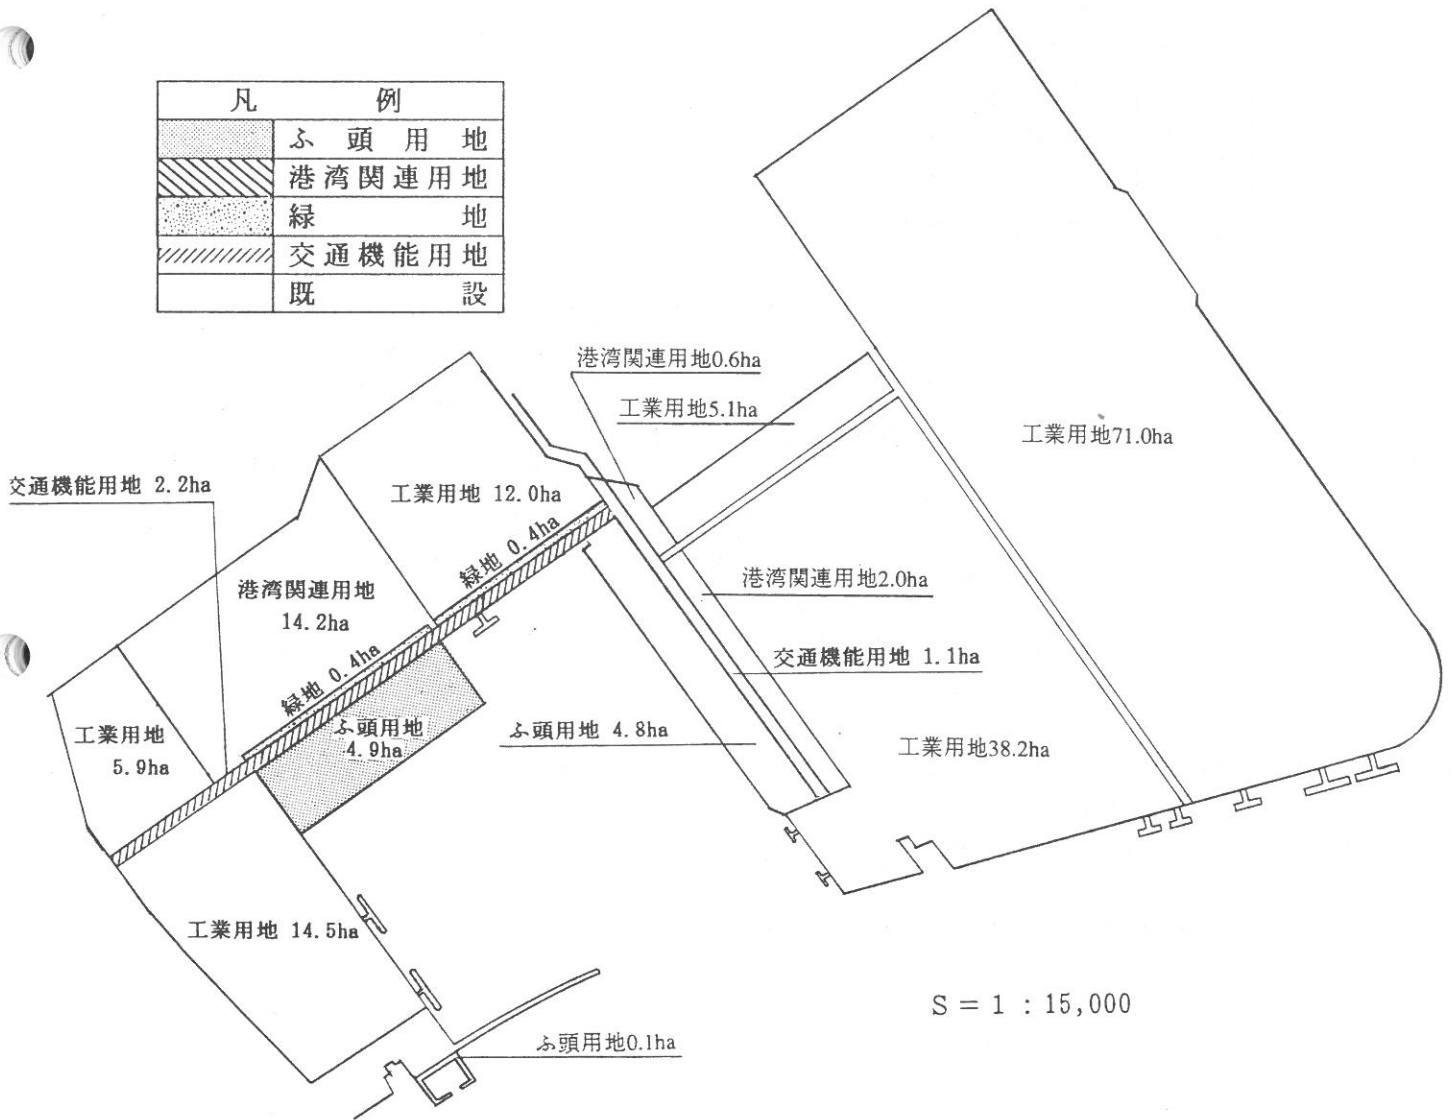 凡例
ふ頭用地
港湾関連用地
緑地
交通機能用地
既設
港湾関連用地0.6ha
工業用地5.1ha
工業用地71.0ha
交通機能用地 2.2ha
工業用地 12.0ha
緑地 0.4ha
港湾関連用地
14.2ha
港湾関連用地2.0ha
緑地 0.4ha
交通機能用地 1.1ha
工業用地
5.9ha
ふ頭用地
4.9ha
ふ頭用地 4.8ha
工業用地38.2ha
工業用地 14.5ha
S = 1 : 15,000
ふ頭用地0.1ha